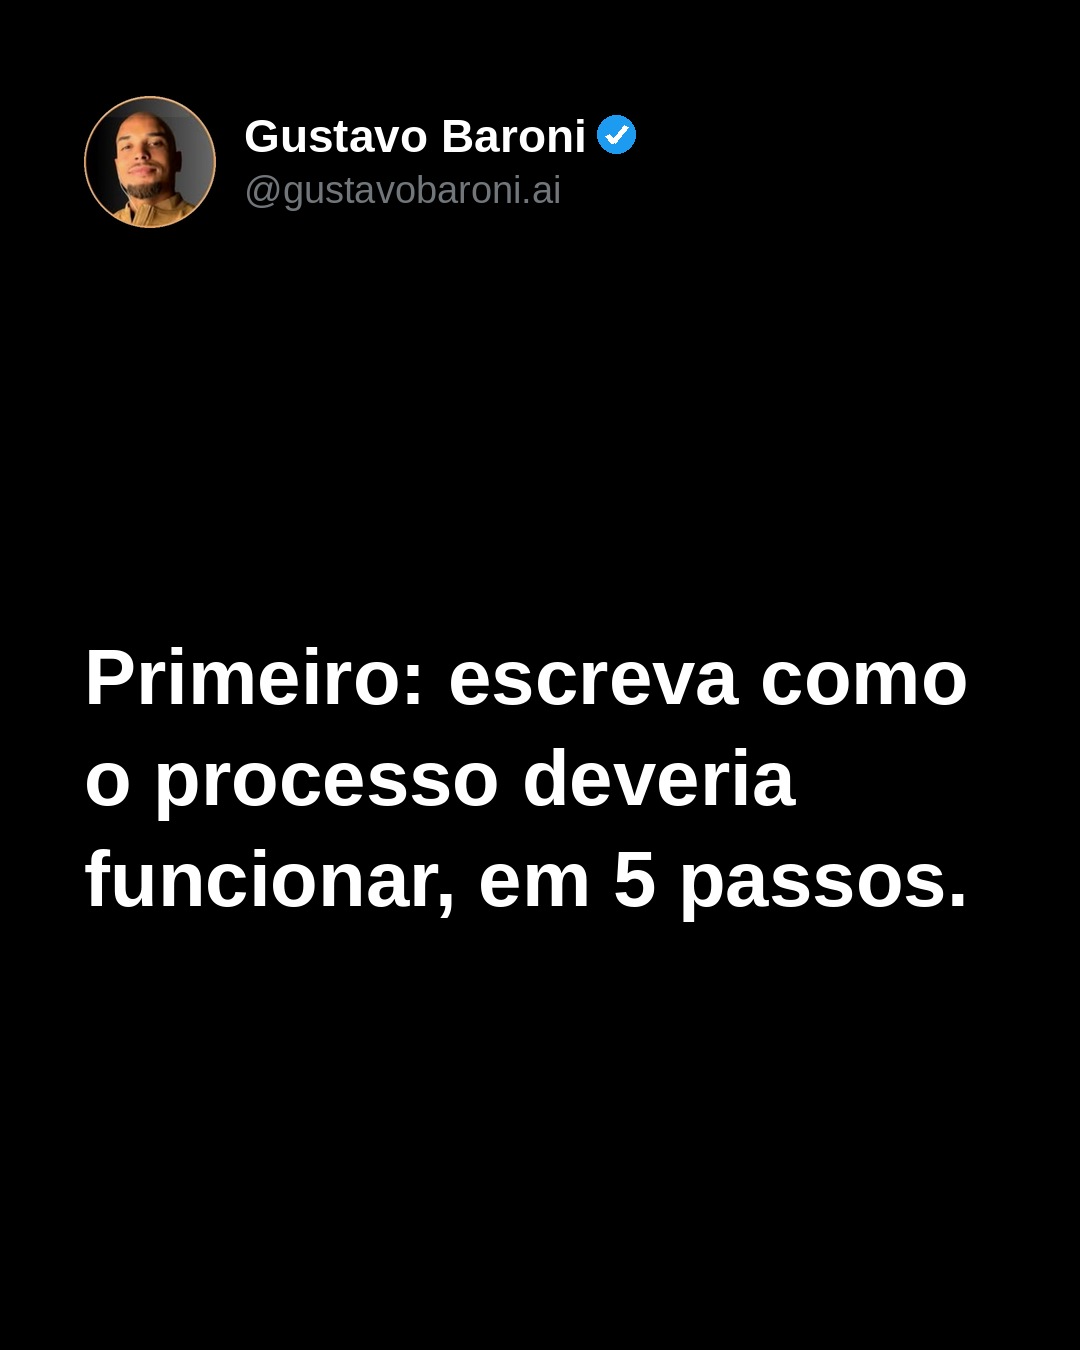 Gustavo Baroni
@gustavobaroni.ai
Primeiro: escreva como
o processo deveria
funcionar, em 5 passos.